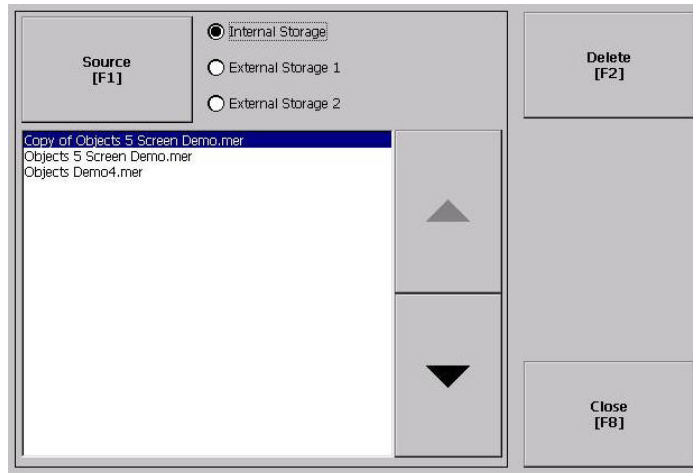 Source
[F1]
Internal Storage
External Storage 1
External Storage 2
Delete
[F2]
Copy of Objects 5 Screen Demo.mer
Objects 5 Screen Demo.mer
Objects Demo4.mer
Close
[F8]